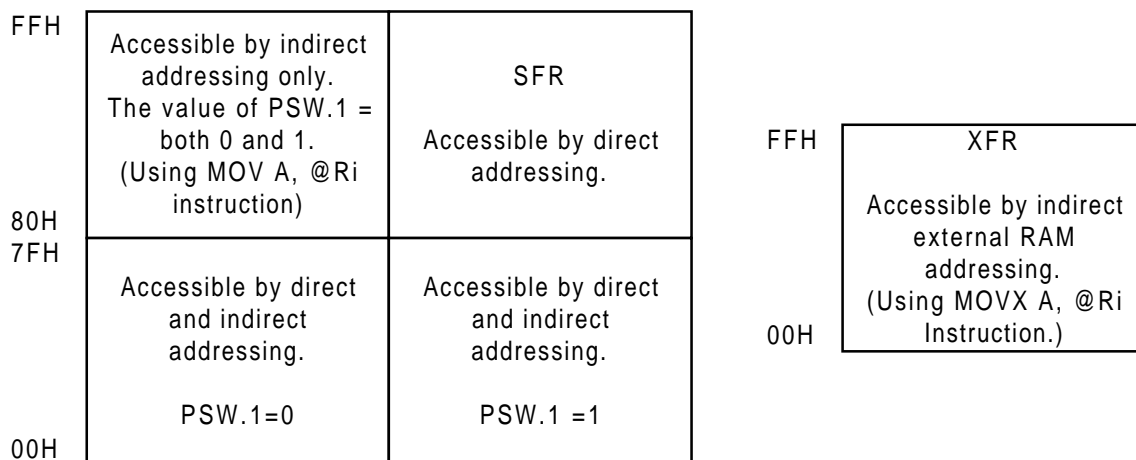 FFH
Accessible by indirect
addressing only.
The value of PSW.1 =
both 0 and 1.
(Using MOV A, @Ri
instruction)
80H
SFR
Accessible by direct
addressing.
7FH
Accessible by direct
and indirect
addressing.
PSW.1=0
00H
Accessible by direct
and indirect
addressing.
PSW.1 =1
FFH
XFR
Accessible by indirect
external RAM
addressing.
(Using MOVX A, @Ri
Instruction.)
00H